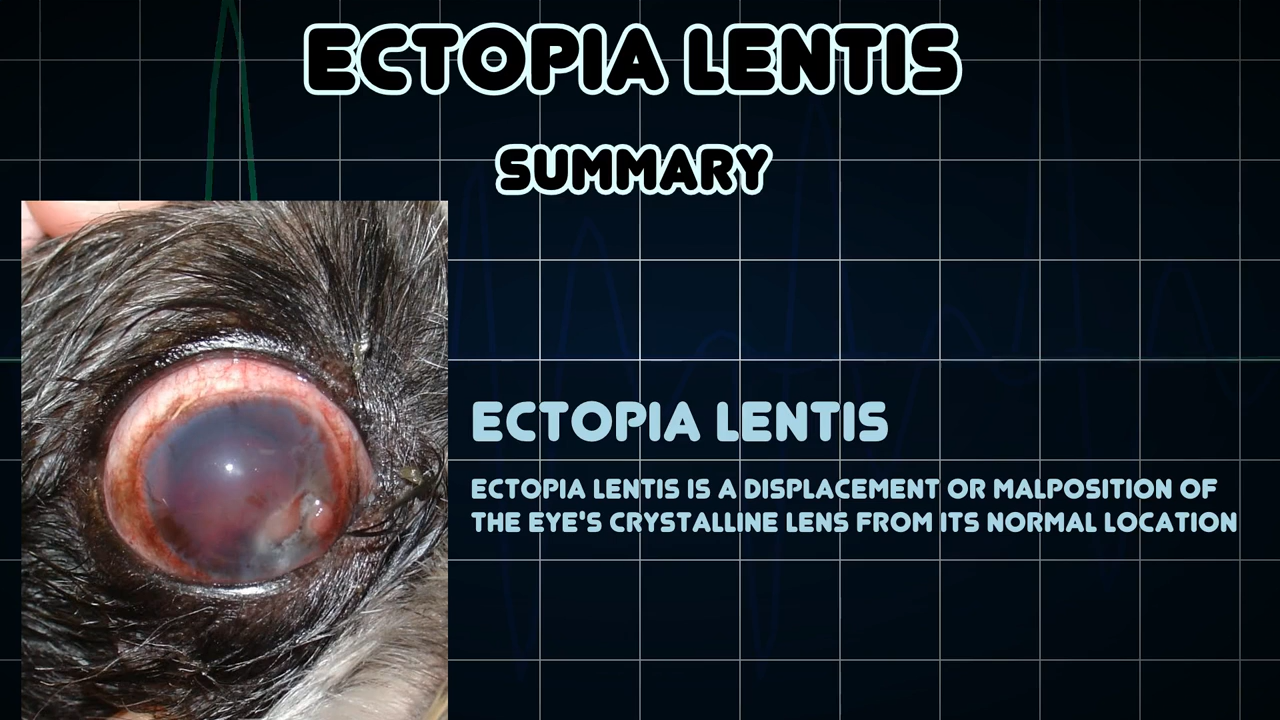 ECTOPIA LENTIS
SUMMARY
ECTOPIA LENTIS
ECTOPIA LENTIS IS A DISPLACEMENT OR MALPOSITION OF
THE EYE'S CRYSTALLINE LENS FROM ITS NORMAL LOCATION